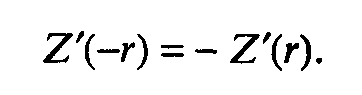 Z′(−r) = − Z′(r).